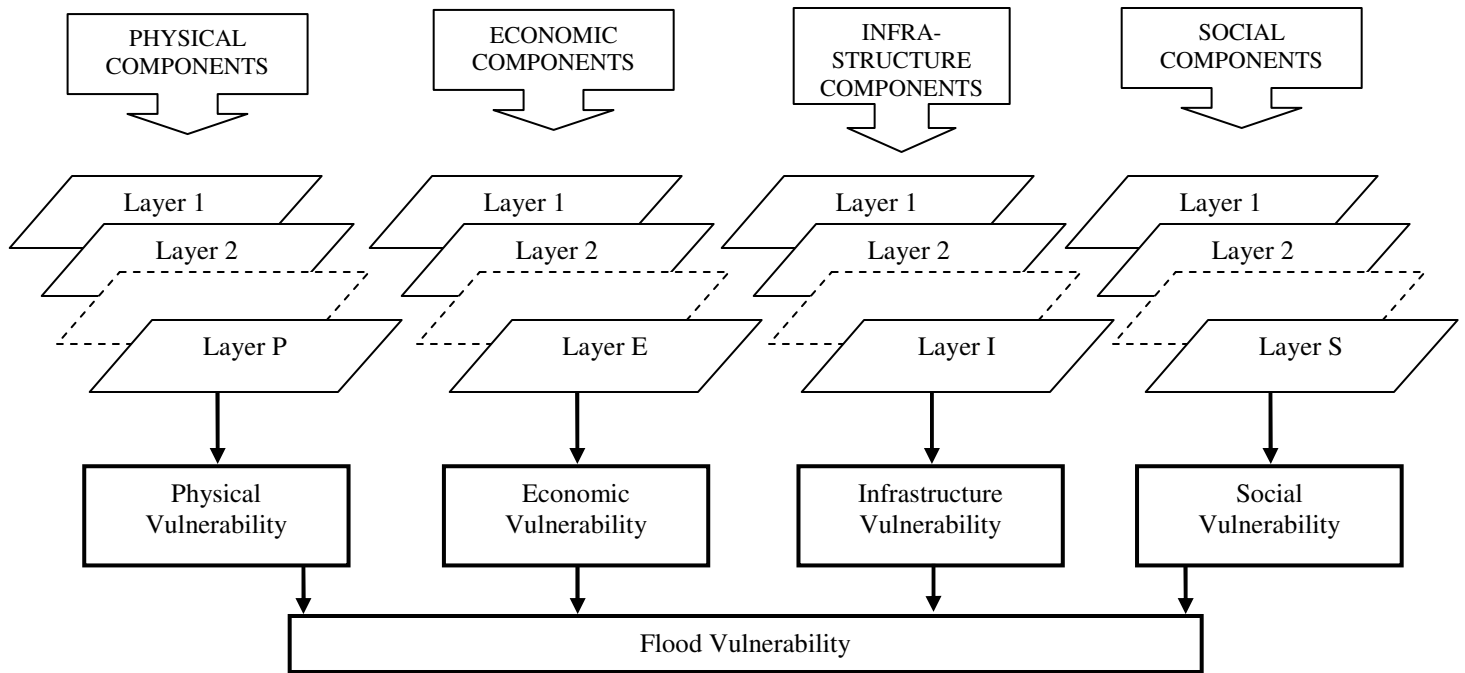 PHYSICAL
COMPONENTS
ECONOMIC
COMPONENTS
INFRA-
STRUCTURE
COMPONENTS
SOCIAL
COMPONENTS
Layer 1
Layer 1
Layer 1
Layer 1
Layer 2
Layer 2
Layer 2
Layer 2
Layer P
Layer E
Layer I
Layer S
Physical
Vulnerability
Economic
Vulnerability
Infrastructure
Vulnerability
Social
Vulnerability
Flood Vulnerability